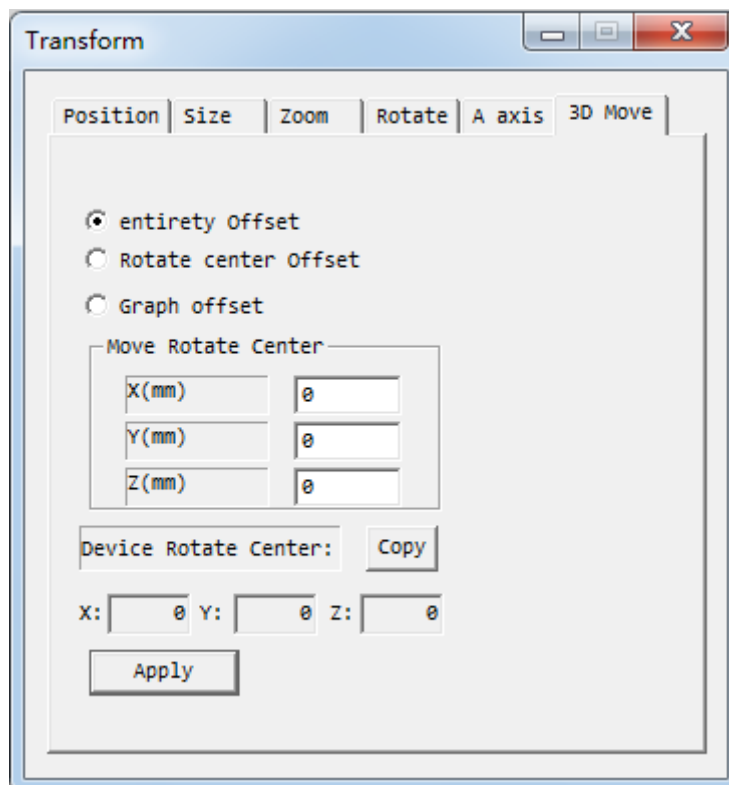 Transform
Position Size Zoom Rotate A axis 3D Move
entirety Offset
Rotate center Offset
Graph offset
Move Rotate Center
X(mm) 0
Y(mm) 0
Z(mm) 0
Device Rotate Center: Copy
X: 0 Y: 0 Z: 0
Apply